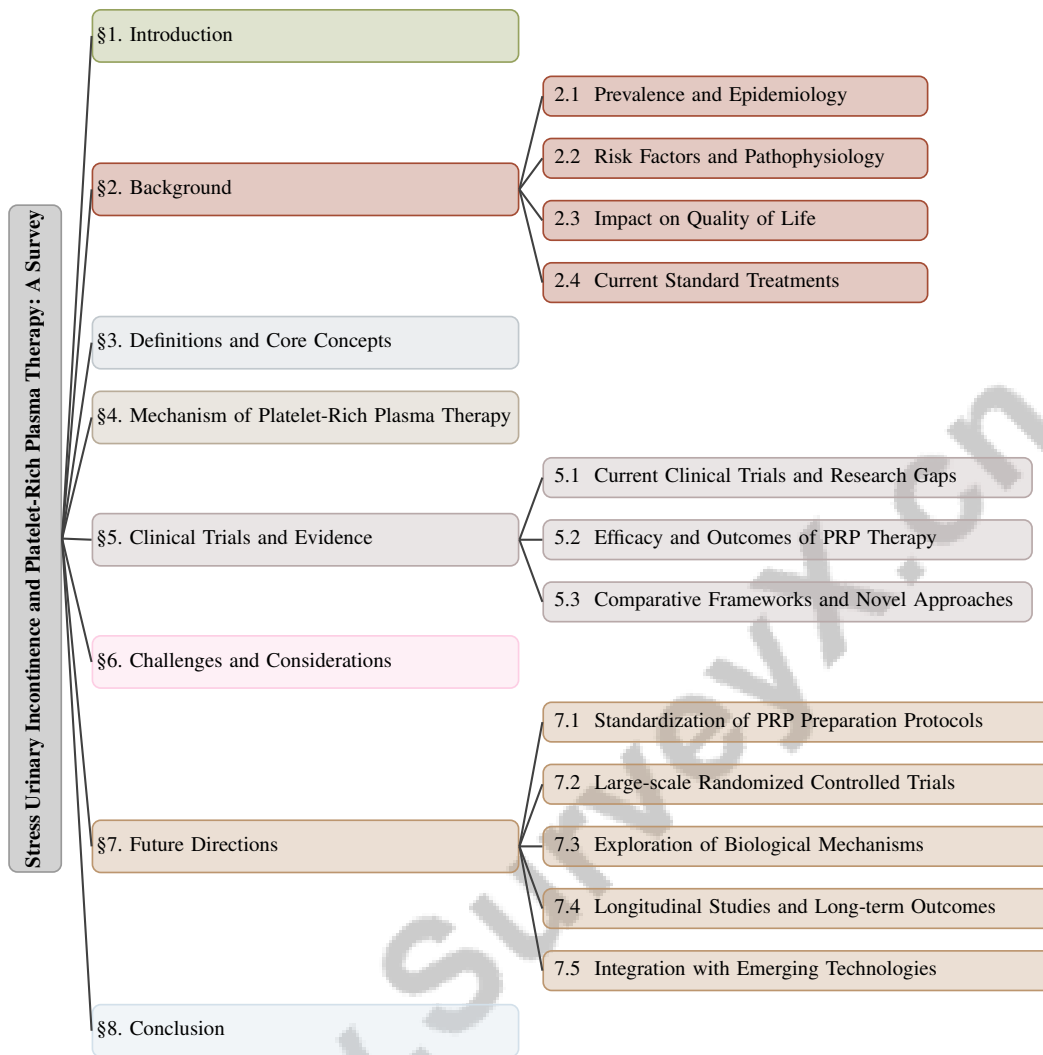 Stress Urinary Incontinence and Platelet-Rich Plasma Therapy: A Survey
§1. Introduction
§2. Background
2.1 Prevalence and Epidemiology
2.2 Risk Factors and Pathophysiology
2.3 Impact on Quality of Life
2.4 Current Standard Treatments
§3. Definitions and Core Concepts
§4. Mechanism of Platelet-Rich Plasma Therapy
§5. Clinical Trials and Evidence
5.1 Current Clinical Trials and Research Gaps
5.2 Efficacy and Outcomes of PRP Therapy
5.3 Comparative Frameworks and Novel Approaches
§6. Challenges and Considerations
§7. Future Directions
7.1 Standardization of PRP Preparation Protocols
7.2 Large-scale Randomized Controlled Trials
7.3 Exploration of Biological Mechanisms
7.4 Longitudinal Studies and Long-term Outcomes
7.5 Integration with Emerging Technologies
§8. Conclusion
.SurveyX.cn